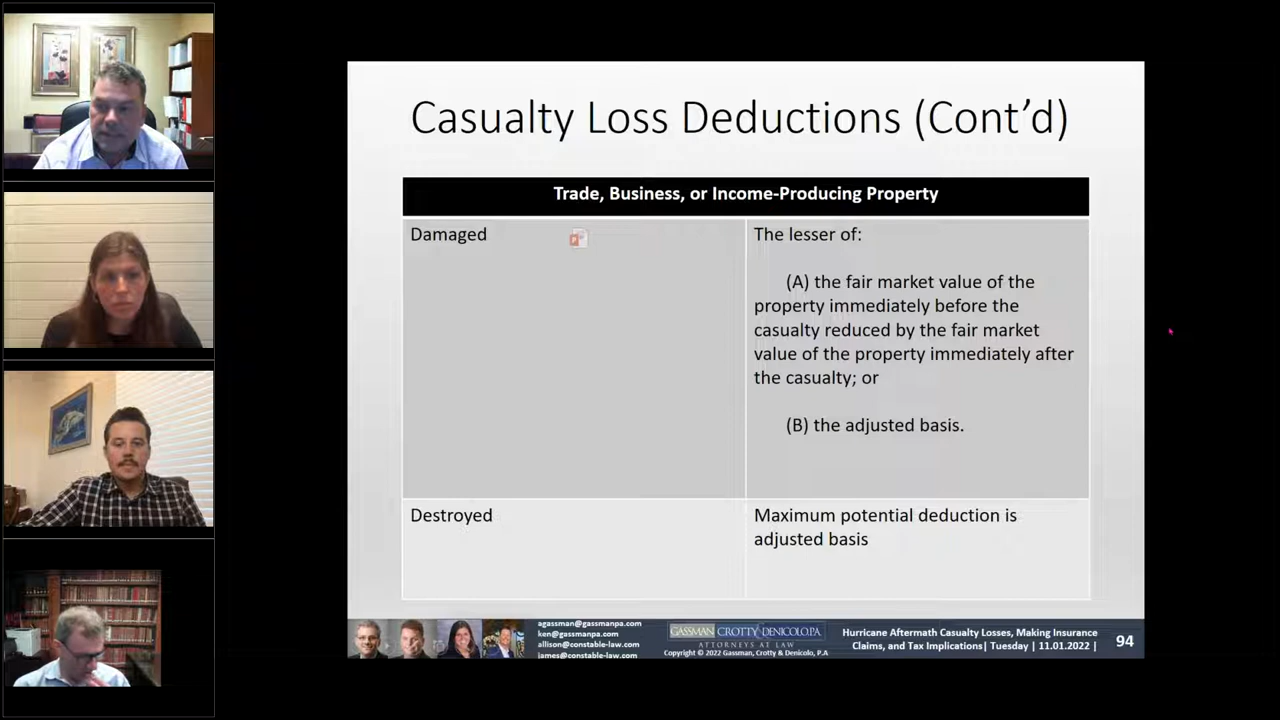 Casualty Loss Deductions (Cont’d)
Trade, Business, or Income-Producing Property
Damaged
The lesser of:
(A) the fair market value of the
property immediately before the
casualty reduced by the fair market
value of the property immediately after
the casualty; or
(B) the adjusted basis.
Destroyed
Maximum potential deduction is
adjusted basis
agassman@gassmanpa.com
ken@gassmanpa.com
allison@constable-law.com
james@constable-law.com
GASSMAN CROTTY DENICOLO, P.A.
ATTORNEYS AT LAW
Copyright © 2022 Gassman, Crotty & Denicolo, P.A
Hurricane Aftermath Casualty Losses, Making Insurance
Claims, and Tax Implications| Tuesday | 11.01.2022 |
94